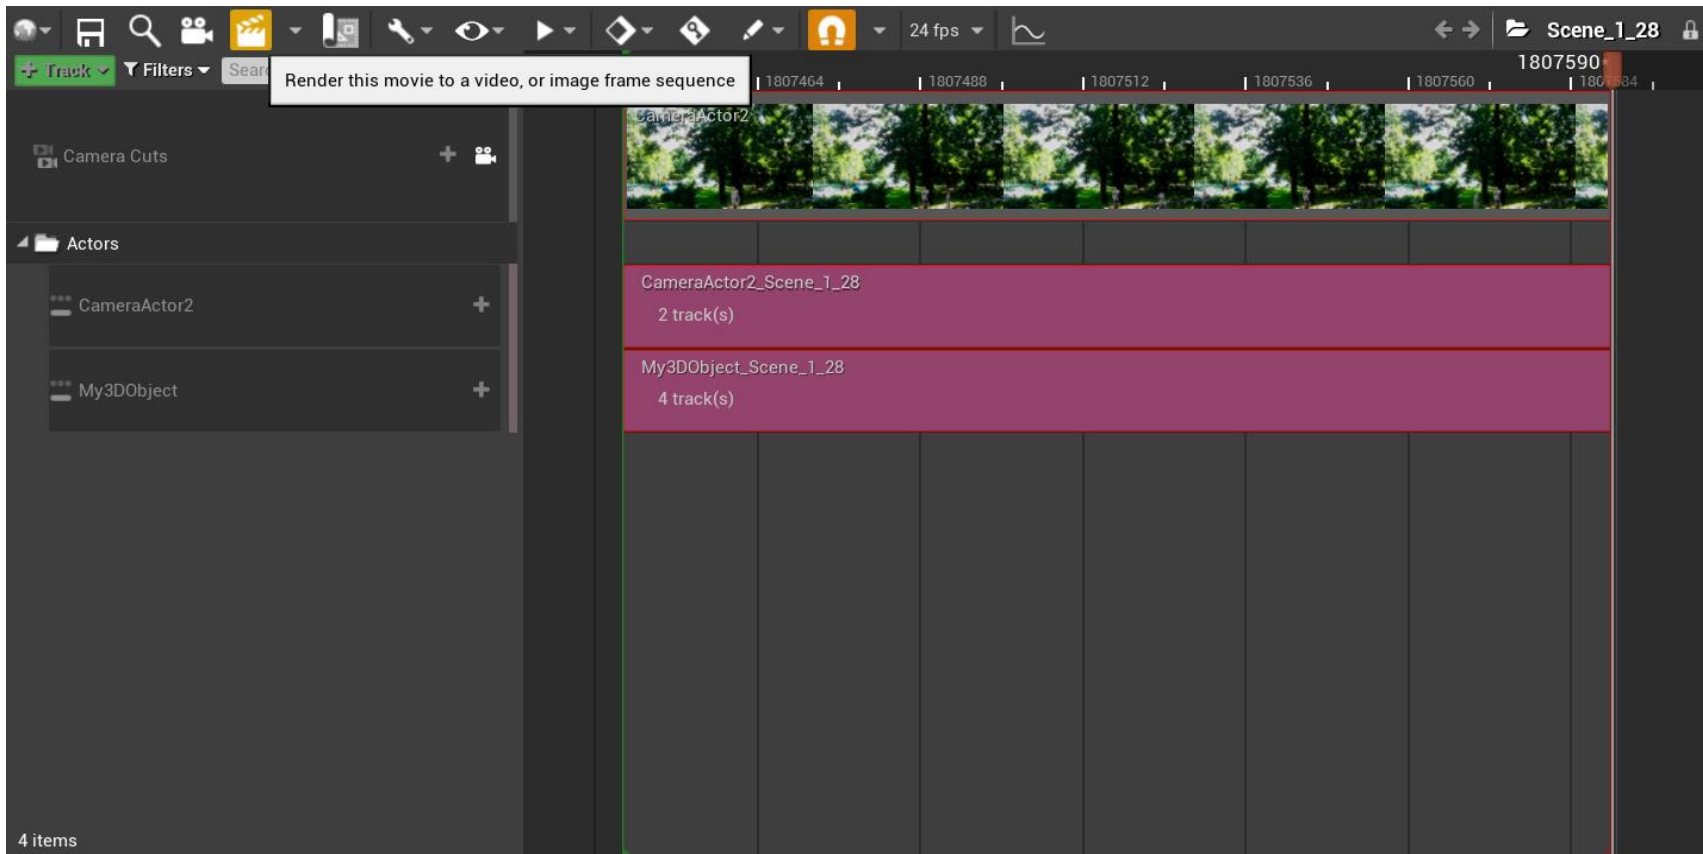 24 fps
Scene_1_28
Track
Filters
Render this movie to a video, or image frame sequence
1807464
1807488
1807512
1807536
1807560
1807590
CameraActor2
Camera Cuts
Actors
CameraActor2
CameraActor2_Scene_1_28
2 track(s)
My3DObject
My3DObject_Scene_1_28
4 track(s)
4 items